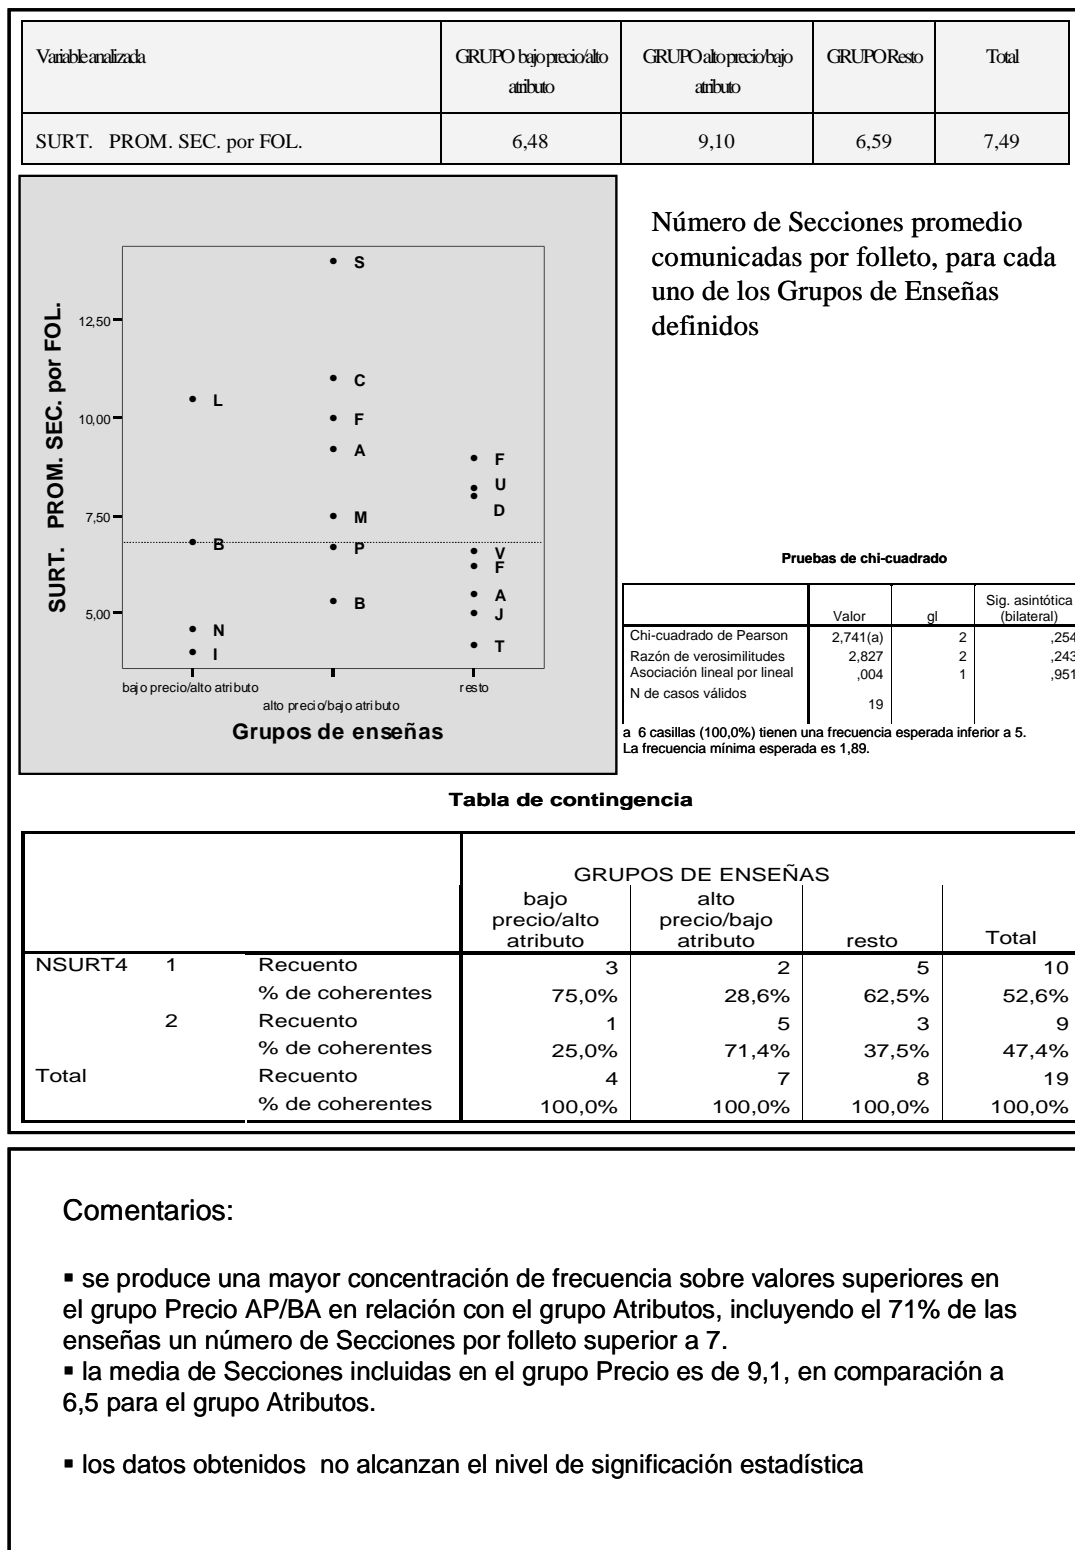 Variable analizada GRUPO bajo precio/alto atributo GRUPO alto precio/bajo atributo GRUPO Resto Total
SURT. PROM. SEC. por FOL. 6,48 9,10 6,59 7,49
Número de Secciones promedio
comunicadas por folleto, para cada
uno de los Grupos de Enseñas
definidos
SURT. PROM. SEC. por FOL.
12,50
10,00
7,50
5,00
L
B
N
I
S
C
F
A
M
P
B
F
U
D
V
F
A
J
T
bajo precio/alto atributo
alto precio/bajo atributo
resto
Grupos de enseñas
Pruebas de chi-cuadrado
Valor gl Sig. asintótica (bilateral)
Chi-cuadrado de Pearson 2,741(a) 2 ,254
Razón de verosimilitudes 2,827 2 ,243
Asociación lineal por lineal ,004 1 ,951
N de casos válidos 19
a 6 casillas (100,0%) tienen una frecuencia esperada inferior a 5.
La frecuencia mínima esperada es 1,89.
Tabla de contingencia
GRUPOS DE ENSEÑAS
bajo precio/alto atributo alto precio/bajo atributo resto Total
NSURT4 1 Recuento 3 2 5 10
% de coherentes 75,0% 28,6% 62,5% 52,6%
2 Recuento 1 5 3 9
% de coherentes 25,0% 71,4% 37,5% 47,4%
Total Recuento 4 7 8 19
% de coherentes 100,0% 100,0% 100,0% 100,0%
Comentarios:
▪ se produce una mayor concentración de frecuencia sobre valores superiores en
el grupo Precio AP/BA en relación con el grupo Atributos, incluyendo el 71% de las
enseñas un número de Secciones por folleto superior a 7.
▪ la media de Secciones incluidas en el grupo Precio es de 9,1, en comparación a
6,5 para el grupo Atributos.
▪ los datos obtenidos no alcanzan el nivel de significación estadística